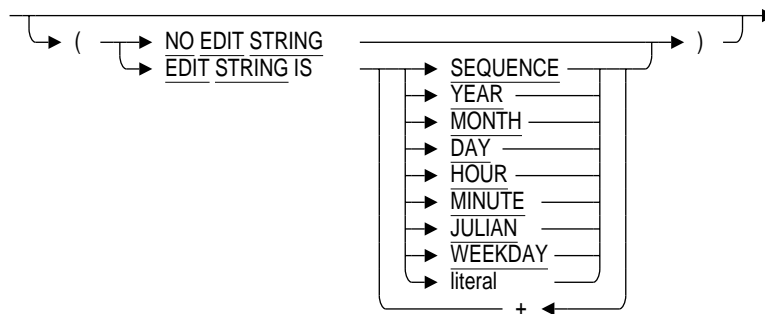 ( NO EDIT STRING )
EDIT STRING IS SEQUENCE
YEAR
MONTH
DAY
HOUR
MINUTE
JULIAN
WEEKDAY
literal
+